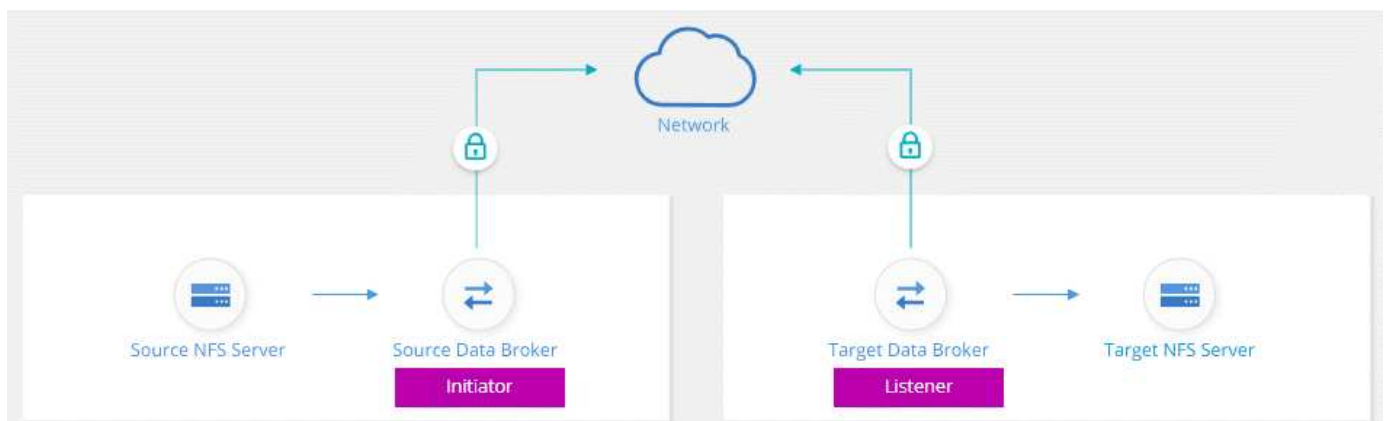 Network
Source NFS Server
Source Data Broker
Target Data Broker
Target NFS Server
Initiator
Listener